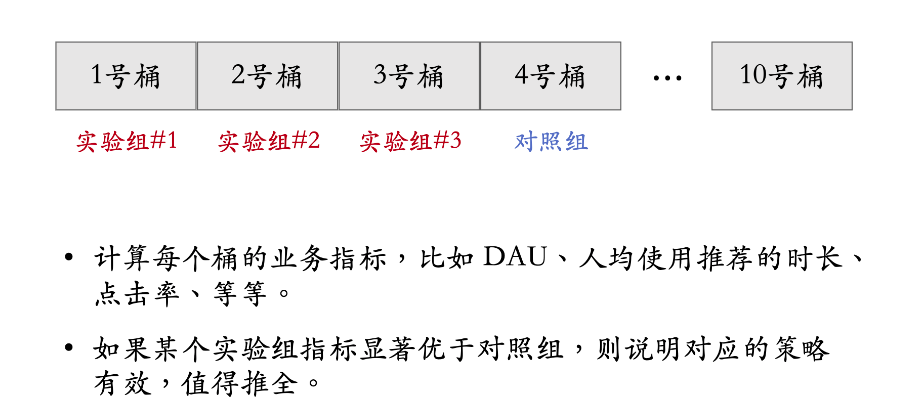 1号桶 2号桶 3号桶 4号桶 … 10号桶
实验组#1 实验组#2 实验组#3 对照组
• 计算每个桶的业务指标，比如 DAU、人均使用推荐的时长、
点击率、等等。
• 如果某个实验组指标显著优于对照组，则说明对应的策略
有效，值得推全。